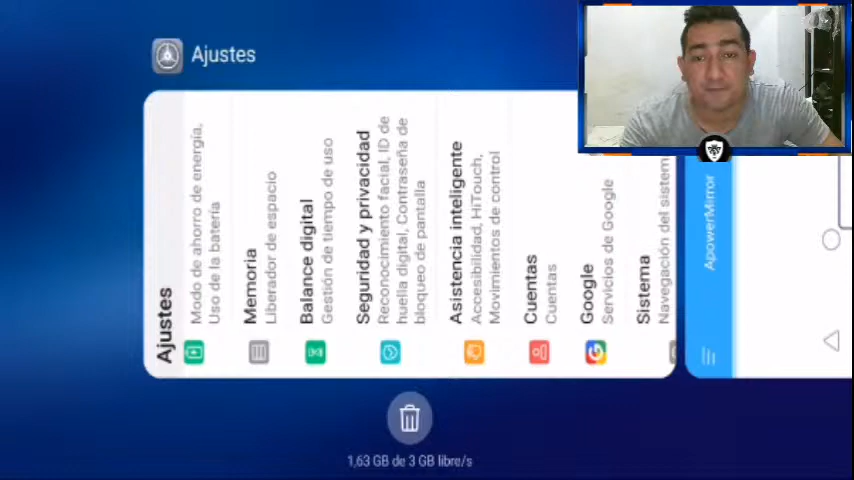 Ajustes
Ajustes
Modo de ahorro de energía,
Uso de la batería
Memoria
Liberador de espacio
Balance digital
Gestión de tiempo de uso
Seguridad y privacidad
Reconocimiento facial, ID de
huella digital, Contraseña de
bloqueo de pantalla
Asistencia inteligente
Accesibilidad, HiTouch,
Movimientos de control
Cuentas
Cuentas
Google
Servicios de Google
Sistema
Navegación del sistem
ApowerMirror
1,63 GB de 3 GB libre/s